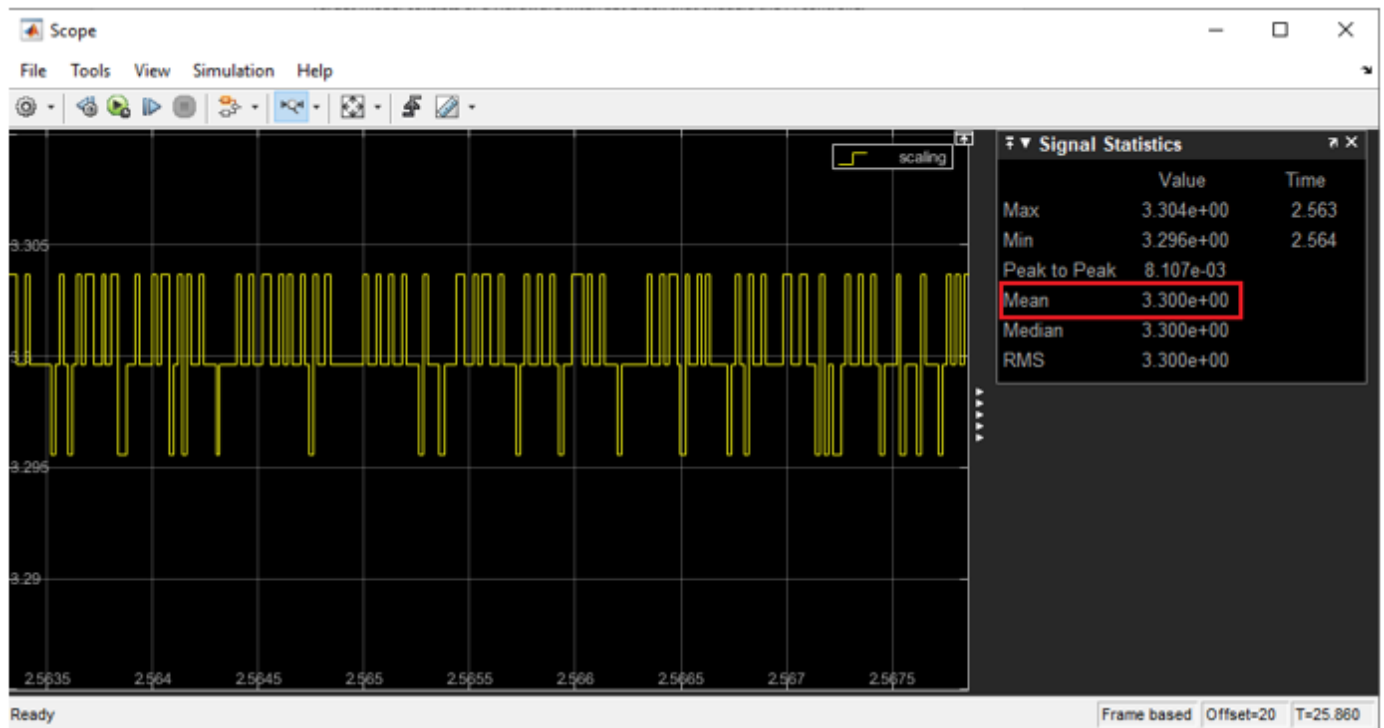 Scope
File Tools View Simulation Help
scaling
3.305
3.3
3.295
3.29
2.5635 2.564 2.5645 2.565 2.5655 2.566 2.5665 2.567 2.5675
Signal Statistics
Value Time
Max 3.304e+00 2.563
Min 3.296e+00 2.564
Peak to Peak 8.107e-03
Mean 3.300e+00
Median 3.300e+00
RMS 3.300e+00
Ready Frame based Offset=20 T=25.860